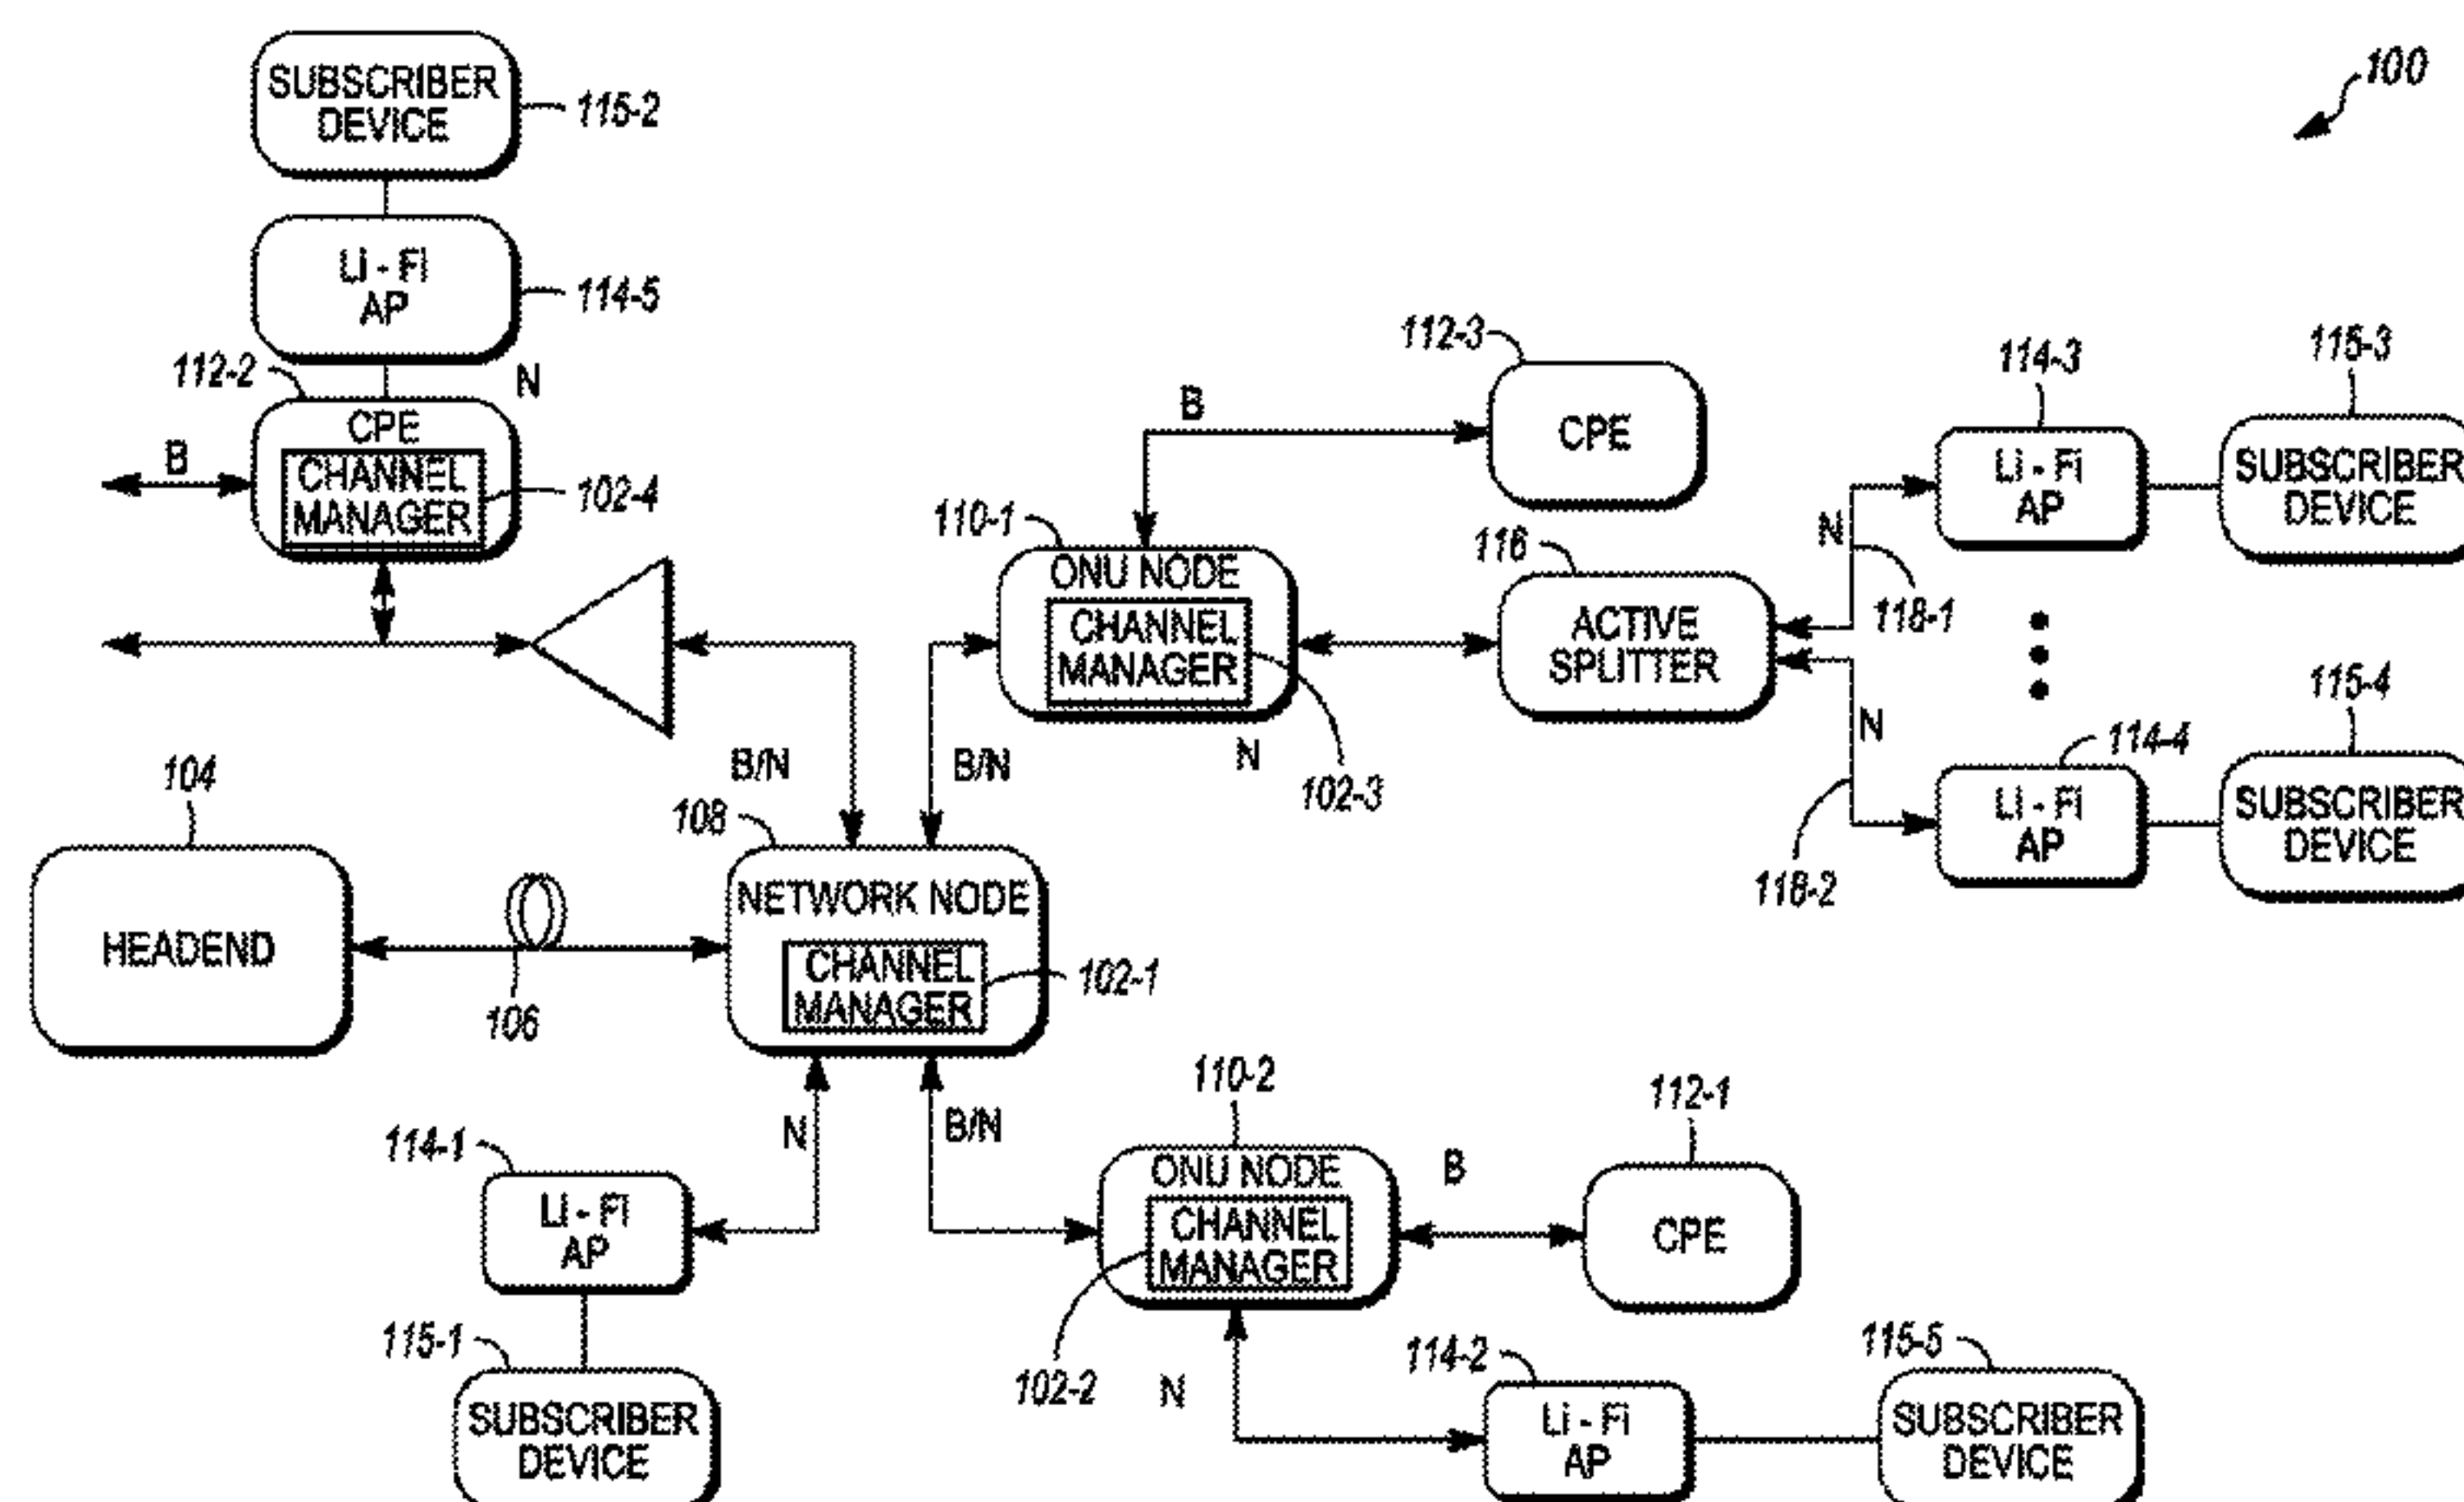 100
SUBSCRIBER
DEVICE
115-2
Li - Fi
AP
114-5
112-2
N
CPE
CHANNEL
MANAGER
102-4
B
112-3
B
CPE
114-3
115-3
Li - Fi
AP
SUBSCRIBER
DEVICE
110-1
ONU NODE
CHANNEL
MANAGER
102-3
N
116
ACTIVE
SPLITTER
N
118-1
N
118-2
115-4
114-4
Li - Fi
AP
SUBSCRIBER
DEVICE
B/N
B/N
104
HEADEND
106
108
NETWORK NODE
CHANNEL
MANAGER
102-1
N
B/N
114-1
Li - Fi
AP
115-1
SUBSCRIBER
DEVICE
110-2
ONU NODE
CHANNEL
MANAGER
102-2
B
112-1
CPE
N
114-2
Li - Fi
AP
115-5
SUBSCRIBER
DEVICE